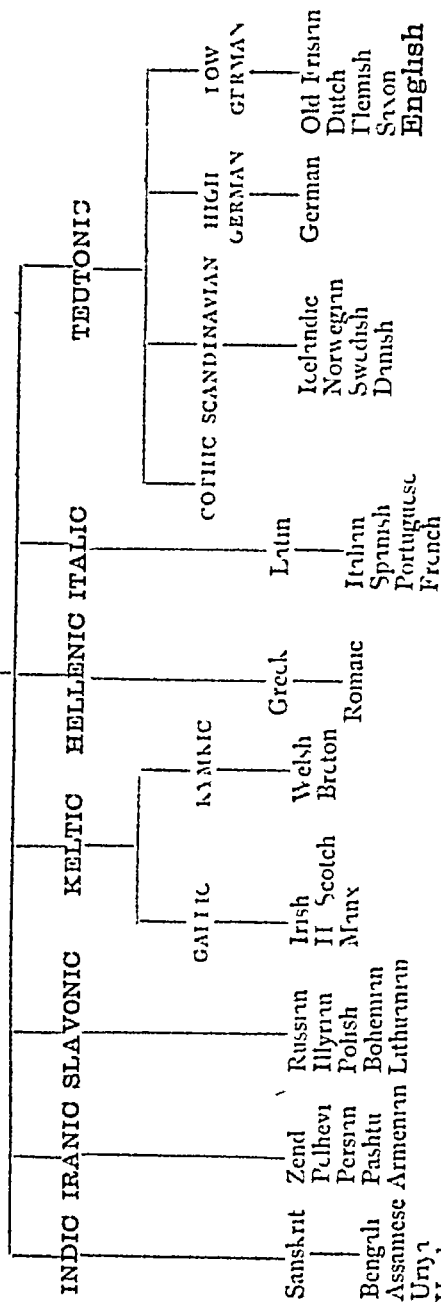 INDIC IRANIC SLAVONIC KELTIC HELLENIC ITALIC TEUTONIC
GAELIC KYMRIC GOTHIC SCANDINAVIAN HIGH GERMAN LOW GERMAN
Sanskrit Zend Russian Irish Welsh Greek Latin Icelandic German Old Frisian
Pelhevi Illyrian H Scotch Breton Norwegian Dutch
Persian Polish Manx Romaic Italian Swedish Flemish
Bengali Pashtu Bohemian Spanish Danish Saxon
Assamese Armenian Lithuanian Portuguese English
Uriya French